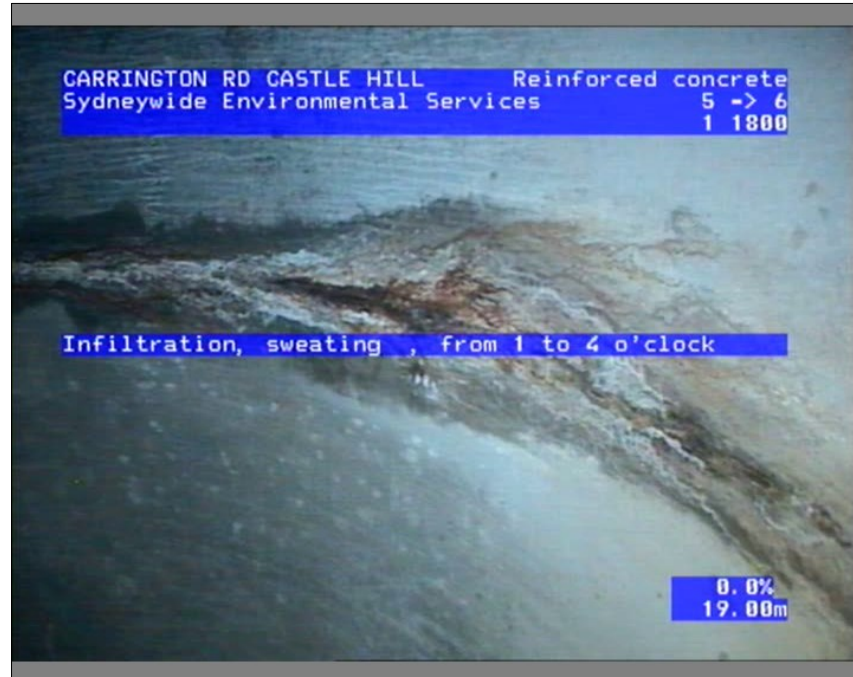 CARRINGTON RD CASTLE HILL Reinforced concrete
Sydneywide Environmental Services 5 -> 6
1 1800
Infiltration, sweating , from 1 to 4 o'clock
0.0%
19.00m